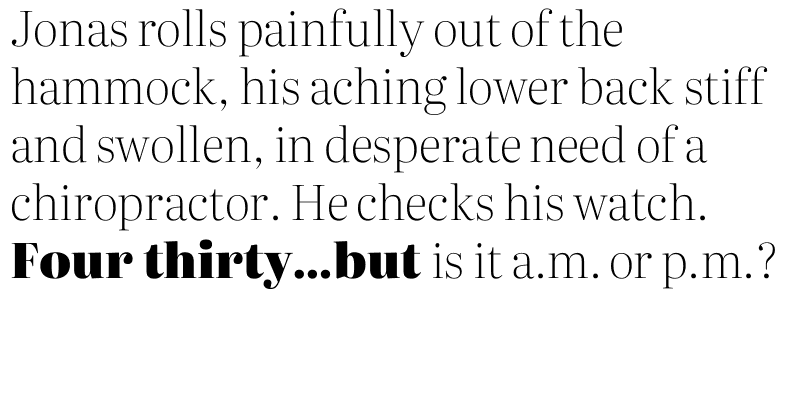 Jonas rolls painfully out of the
hammock, his aching lower back stiff
and swollen, in desperate need of a
chiropractor. He checks his watch.
Four thirty...but is it a.m. or p.m.?